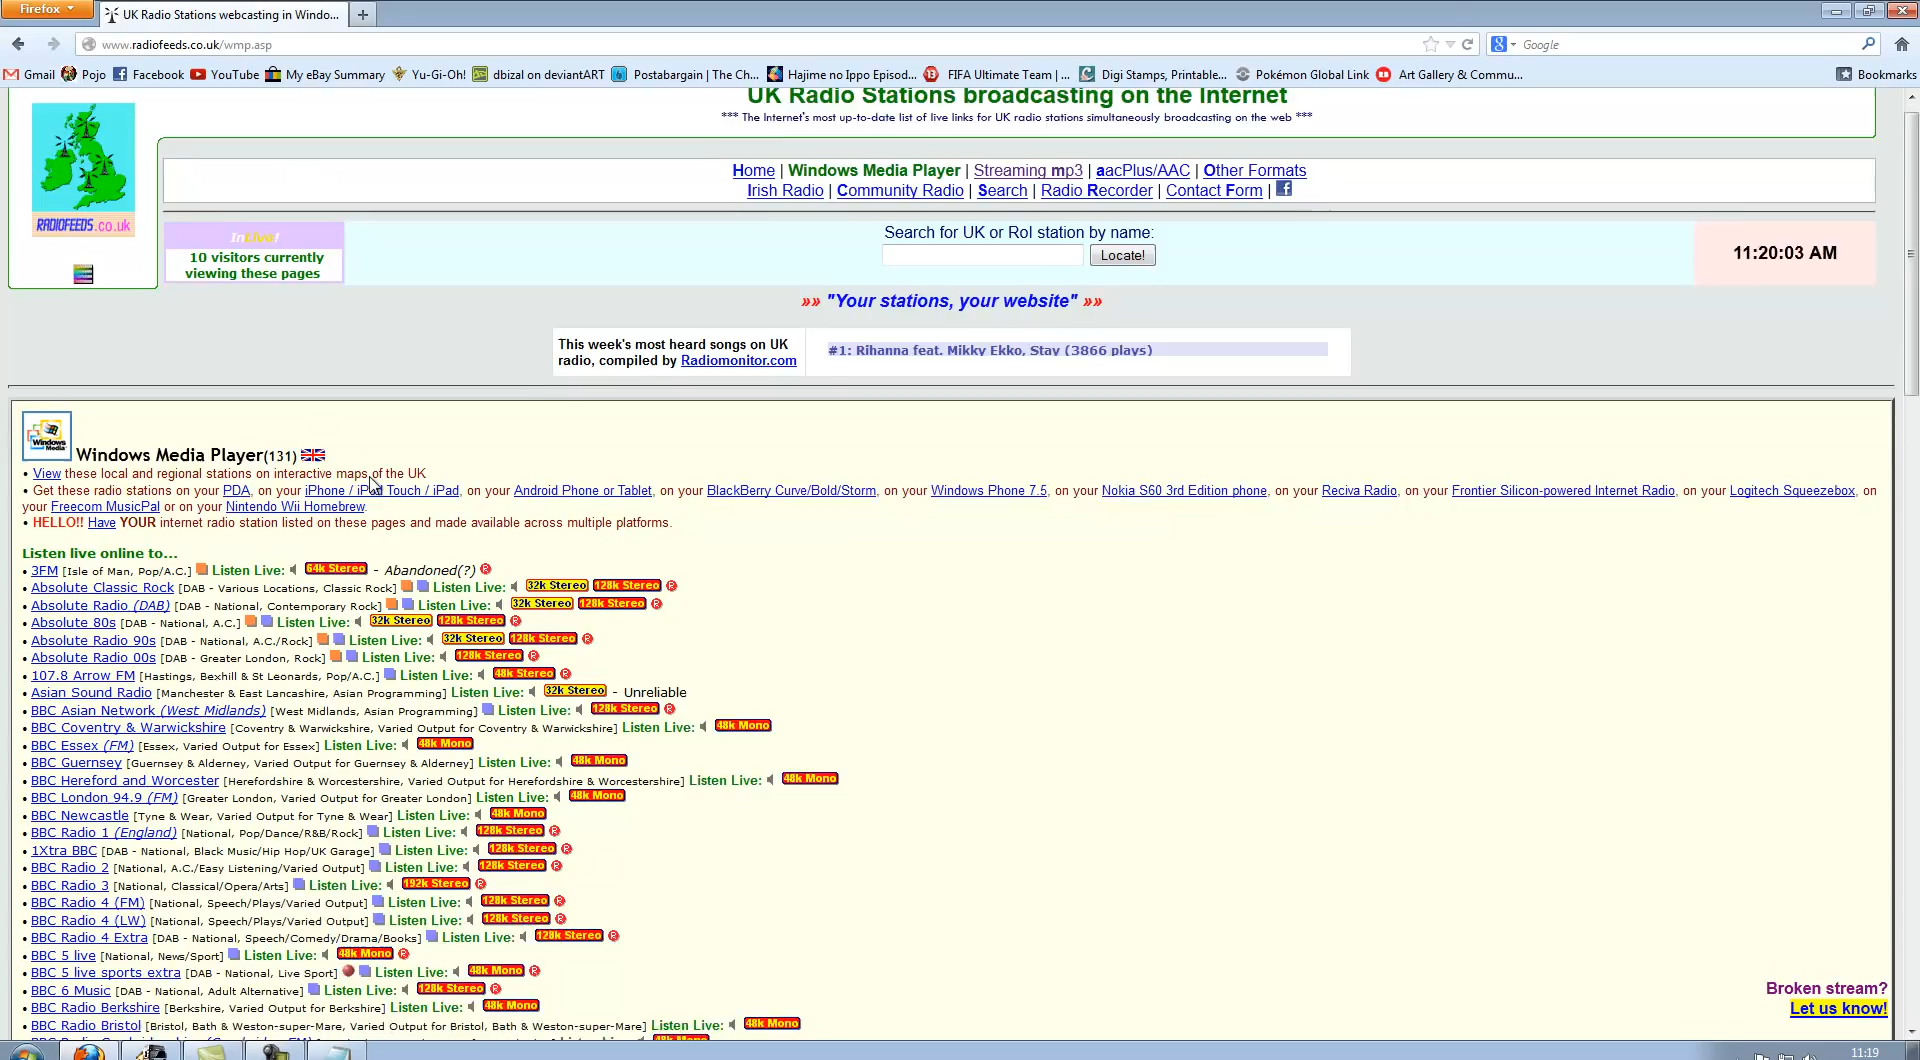 Firefox
UK Radio Stations webcasting in Windo...
www.radiofeeds.co.uk/wmp.asp
Google
Gmail Pojo Facebook YouTube My eBay Summary Yu-Gi-Oh! dbizal on deviantART Postabargain | The Ch... Hajime no Ippo Episod... FIFA Ultimate Team | ... Digi Stamps, Printable... Pokémon Global Link Art Gallery & Commu... Bookmarks
UK Radio Stations broadcasting on the Internet
*** The Internet's most up-to-date list of live links for UK radio stations simultaneously broadcasting on the web ***
RADIOFEEDS.co.uk
Home | Windows Media Player | Streaming mp3 | aacPlus/AAC | Other Formats
Irish Radio | Community Radio | Search | Radio Recorder | Contact Form |
InLive!
10 visitors currently
viewing these pages
Search for UK or RoI station by name:
Locate!
11:20:03 AM
»» "Your stations, your website" »»
This week's most heard songs on UK
radio, compiled by Radiomonitor.com
#1: Rihanna feat. Mikky Ekko, Stay (3866 plays)
Windows Media Player(131)
• View these local and regional stations on interactive maps of the UK
• Get these radio stations on your PDA, on your iPhone / iPod Touch / iPad, on your Android Phone or Tablet, on your BlackBerry Curve/Bold/Storm, on your Windows Phone 7.5, on your Nokia S60 3rd Edition phone, on your Reciva Radio, on your Frontier Silicon-powered Internet Radio, on your Logitech Squeezebox, on
your Freecom MusicPal or on your Nintendo Wii Homebrew.
• HELLO!! Have YOUR internet radio station listed on these pages and made available across multiple platforms.
Listen live online to...
• 3FM [Isle of Man, Pop/A.C.] Listen Live: 64k Stereo - Abandoned(?)
• Absolute Classic Rock [DAB - Various Locations, Classic Rock] Listen Live: 32k Stereo 128k Stereo
• Absolute Radio (DAB) [DAB - National, Contemporary Rock] Listen Live: 32k Stereo 128k Stereo
• Absolute 80s [DAB - National, A.C.] Listen Live: 32k Stereo 128k Stereo
• Absolute Radio 90s [DAB - National, A.C./Rock] Listen Live: 32k Stereo 128k Stereo
• Absolute Radio 00s [DAB - Greater London, Rock] Listen Live: 128k Stereo
• 107.8 Arrow FM [Hastings, Bexhill & St Leonards, Pop/A.C.] Listen Live: 48k Stereo
• Asian Sound Radio [Manchester & East Lancashire, Asian Programming] Listen Live: 32k Stereo - Unreliable
• BBC Asian Network (West Midlands) [West Midlands, Asian Programming] Listen Live: 128k Stereo
• BBC Coventry & Warwickshire [Coventry & Warwickshire, Varied Output for Coventry & Warwickshire] Listen Live: 48k Mono
• BBC Essex (FM) [Essex, Varied Output for Essex] Listen Live: 48k Mono
• BBC Guernsey [Guernsey & Alderney, Varied Output for Guernsey & Alderney] Listen Live: 48k Mono
• BBC Hereford and Worcester [Herefordshire & Worcestershire, Varied Output for Herefordshire & Worcestershire] Listen Live: 48k Mono
• BBC London 94.9 (FM) [Greater London, Varied Output for Greater London] Listen Live: 48k Mono
• BBC Newcastle [Tyne & Wear, Varied Output for Tyne & Wear] Listen Live: 48k Mono
• BBC Radio 1 (England) [National, Pop/Dance/R&B/Rock] Listen Live: 128k Stereo
• 1Xtra BBC [DAB - National, Black Music/Hip Hop/UK Garage] Listen Live: 128k Stereo
• BBC Radio 2 [National, A.C./Easy Listening/Varied Output] Listen Live: 128k Stereo
• BBC Radio 3 [National, Classical/Opera/Arts] Listen Live: 192k Stereo
• BBC Radio 4 (FM) [National, Speech/Plays/Varied Output] Listen Live: 128k Stereo
• BBC Radio 4 (LW) [National, Speech/Plays/Varied Output] Listen Live: 128k Stereo
• BBC Radio 4 Extra [DAB - National, Speech/Comedy/Drama/Books] Listen Live: 128k Stereo
• BBC 5 live [National, News/Sport] Listen Live: 48k Mono
• BBC 5 live sports extra [DAB - National, Live Sport] Listen Live: 48k Mono
• BBC 6 Music [DAB - National, Adult Alternative] Listen Live: 128k Stereo
• BBC Radio Berkshire [Berkshire, Varied Output for Berkshire] Listen Live: 48k Mono
• BBC Radio Bristol [Bristol, Bath & Weston-super-Mare, Varied Output for Bristol, Bath & Weston-super-Mare] Listen Live: 48k Mono
Broken stream?
Let us know!
11:19